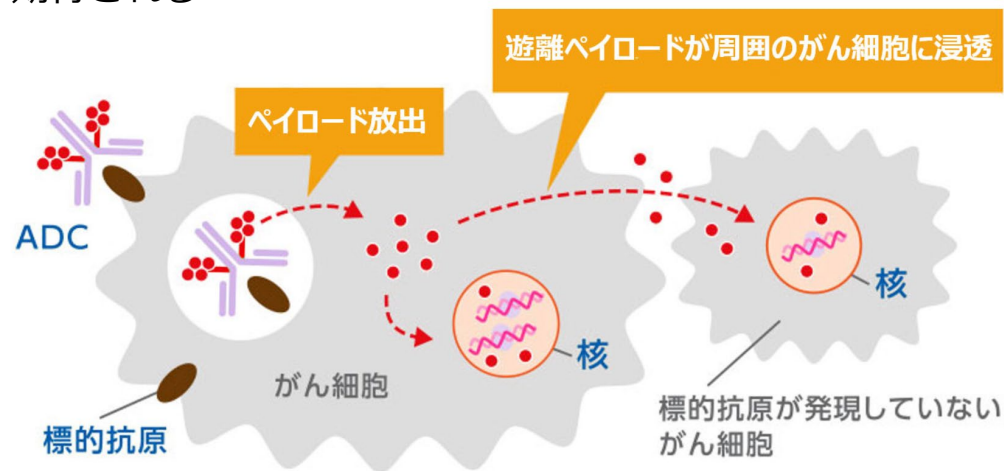 遊離ペイロードが周囲のがん細胞に浸透
ペイロード放出
ADC
核
核
がん細胞
標的抗原
標的抗原が発現していない
がん細胞